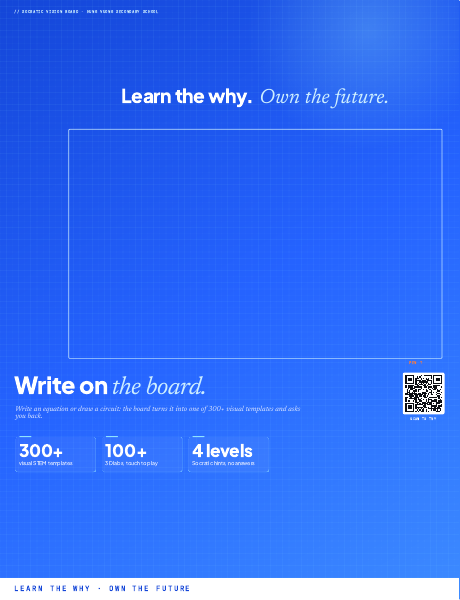 // SOCRATIC VISION BOARD · HUNG VUONG SECONDARY SCHOOL
Learn the why. Own the future.
Write on the board.
Write an equation or draw a circuit: the board turns it into one of 300+ visual templates and asks
you back.
SCAN TO TRY
300+
visual STEM templates
100+
3D labs, touch to play
4 levels
Socratic hints, no answers
LEARN THE WHY · OWN THE FUTURE